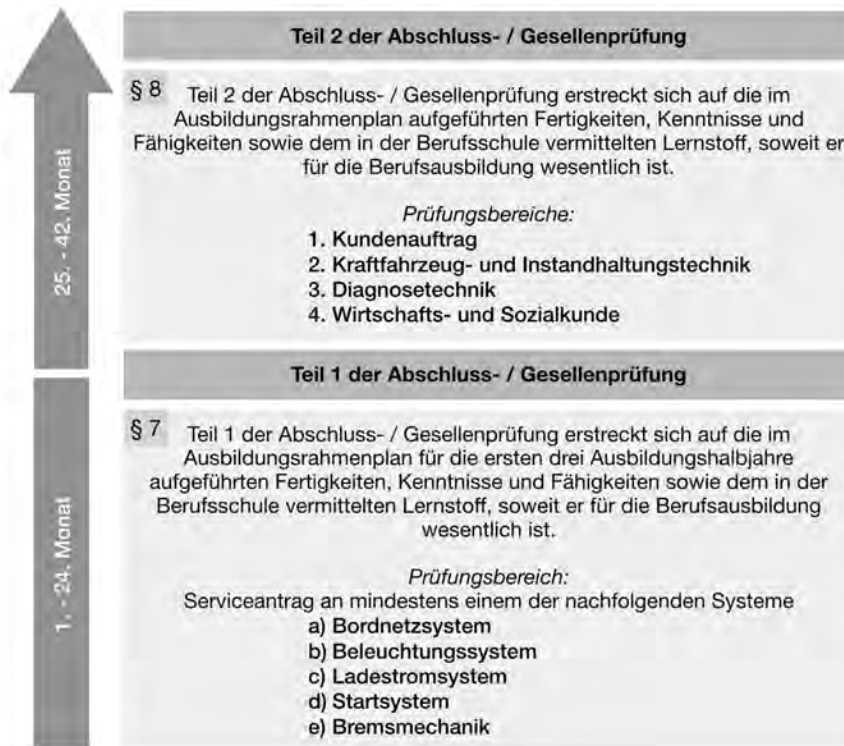 Teil 2 der Abschluss- / Gesellenprüfung
§ 8 Teil 2 der Abschluss- / Gesellenprüfung erstreckt sich auf die im
Ausbildungsrahmenplan aufgeführten Fertigkeiten, Kenntnisse und
Fähigkeiten sowie dem in der Berufsschule vermittelten Lernstoff, soweit er
für die Berufsausbildung wesentlich ist.
Prüfungsbereiche:
1. Kundenauftrag
2. Kraftfahrzeug- und Instandhaltungstechnik
3. Diagnosetechnik
4. Wirtschafts- und Sozialkunde
25. - 42. Monat
Teil 1 der Abschluss- / Gesellenprüfung
§ 7 Teil 1 der Abschluss- / Gesellenprüfung erstreckt sich auf die im
Ausbildungsrahmenplan für die ersten drei Ausbildungshalbjahre
aufgeführten Fertigkeiten, Kenntnisse und Fähigkeiten sowie dem in der
Berufsschule vermittelten Lernstoff, soweit er für die Berufsausbildung
wesentlich ist.
Prüfungsbereich:
Serviceantrag an mindestens einem der nachfolgenden Systeme
a) Bordnetzsystem
b) Beleuchtungssystem
c) Ladestromsystem
d) Startsystem
e) Bremsmechanik
1. - 24. Monat